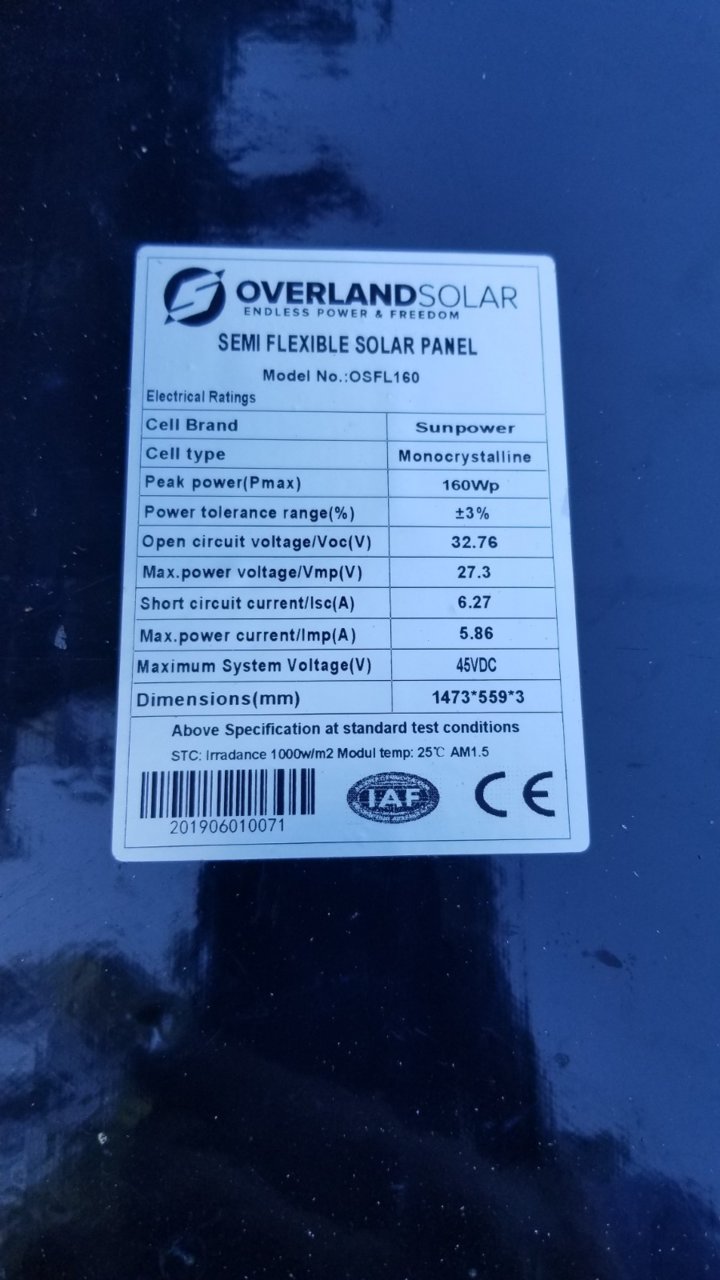 OVERLANDSOLAR
ENDLESS POWER & FREEDOM
SEMI FLEXIBLE SOLAR PANEL
Model No.:OSFL160
Electrical Ratings
Cell Brand Sunpower
Cell type Monocrystalline
Peak power(Pmax) 160Wp
Power tolerance range(%) ±3%
Open circuit voltage/Voc(V) 32.76
Max.power voltage/Vmp(V) 27.3
Short circuit current/Isc(A) 6.27
Max.power current/Imp(A) 5.86
Maximum System Voltage(V) 45VDC
Dimensions(mm) 1473*559*3
Above Specification at standard test conditions
STC: Irradance 1000w/m2 Modul temp: 25℃ AM1.5
201906010071
IAF
CE